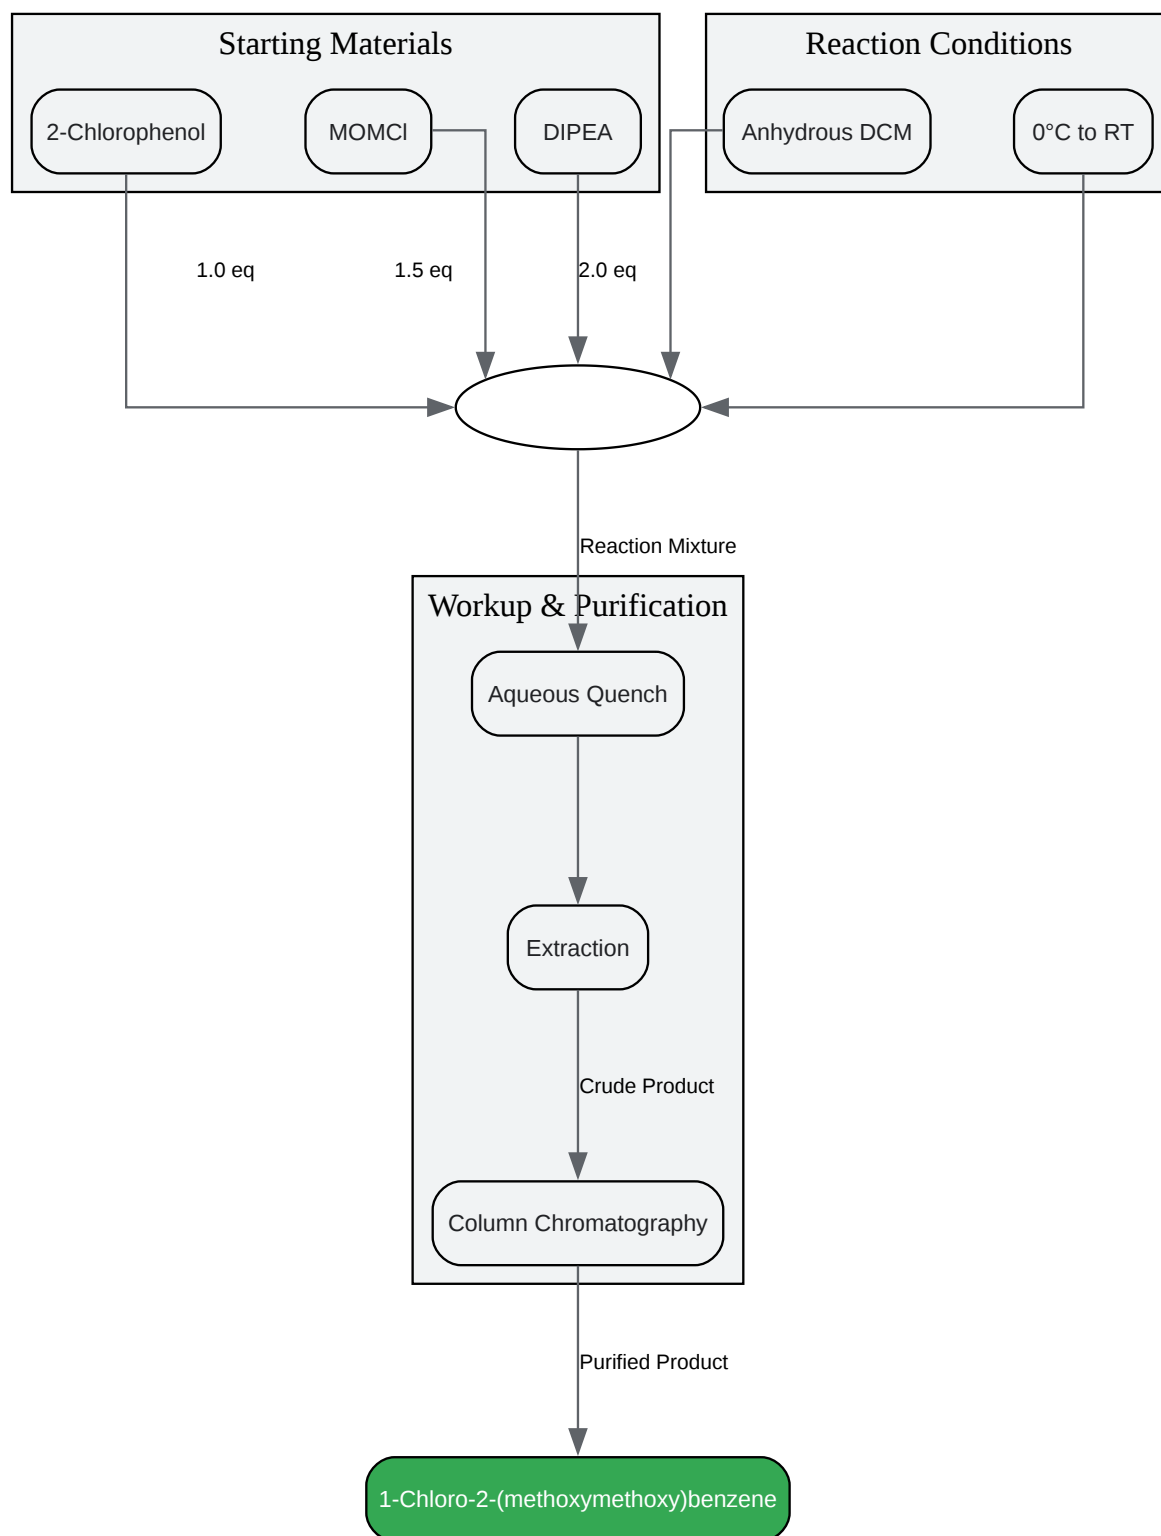 Starting Materials
Reaction Conditions
2-Chlorophenol
MOMCl
DIPEA
Anhydrous DCM
0°C to RT
1.0 eq
1.5 eq
2.0 eq
Reaction Mixture
Workup & Purification
Aqueous Quench
Extraction
Crude Product
Column Chromatography
Purified Product
1-Chloro-2-(methoxymethoxy)benzene